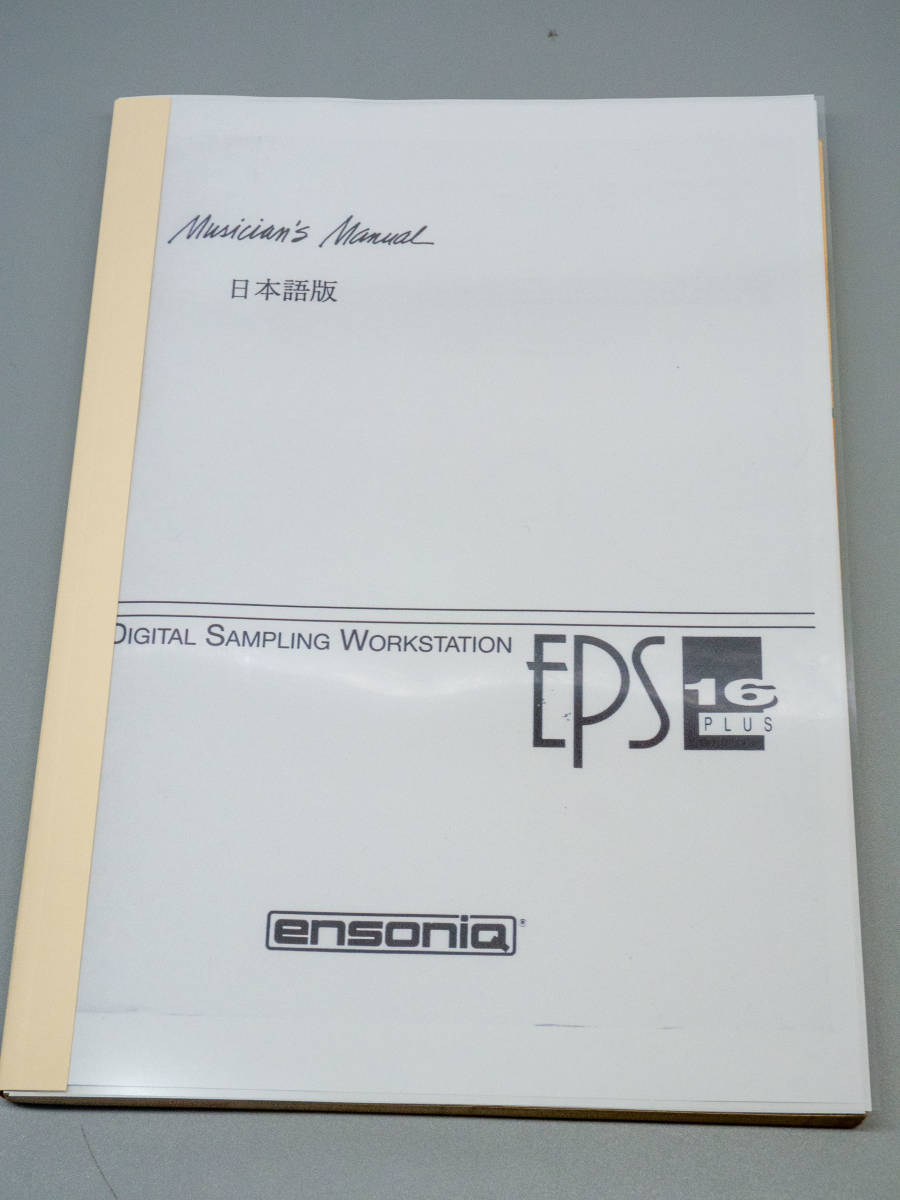 Musician's Manual
日本語版
DIGITAL SAMPLING WORKSTATION
EPS
16
PLUS
ensoniq®